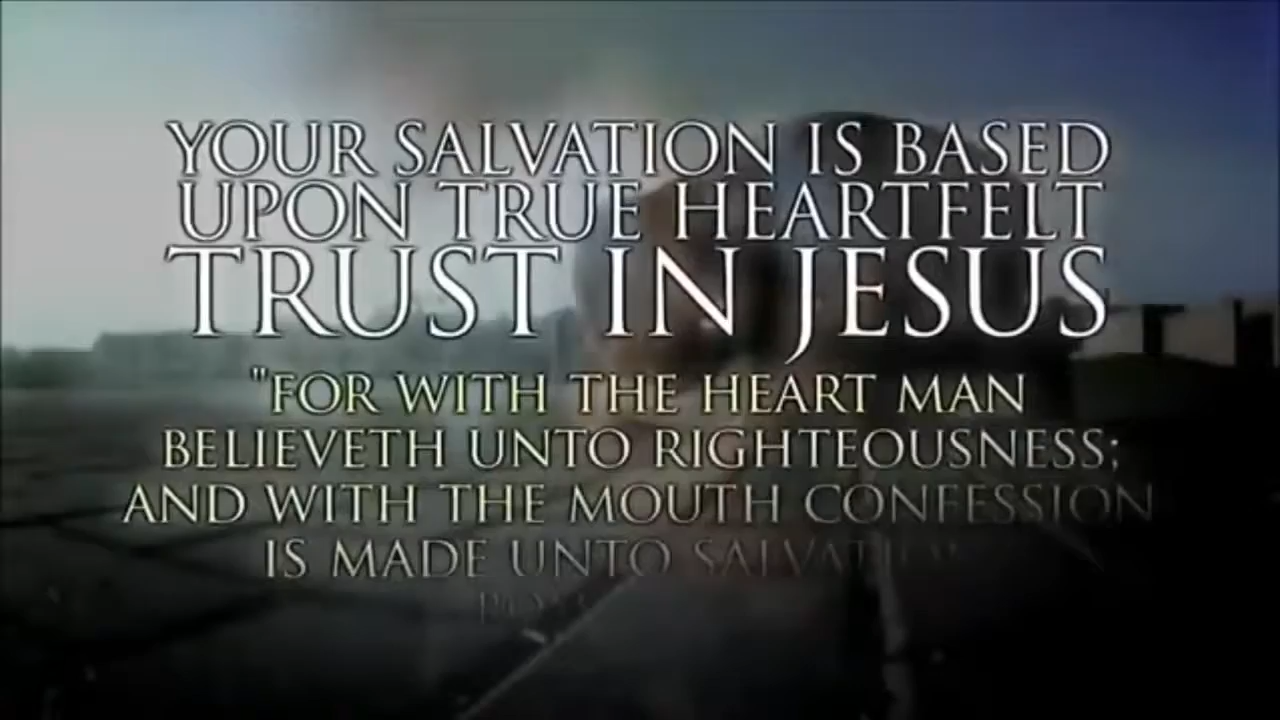 YOUR SALVATION IS BASED
UPON TRUE HEARTFELT
TRUST IN JESUS
"FOR WITH THE HEART MAN
BELIEVETH UNTO RIGHTEOUSNESS;
AND WITH THE MOUTH CONFESSION
IS MADE UNTO SALVATION"